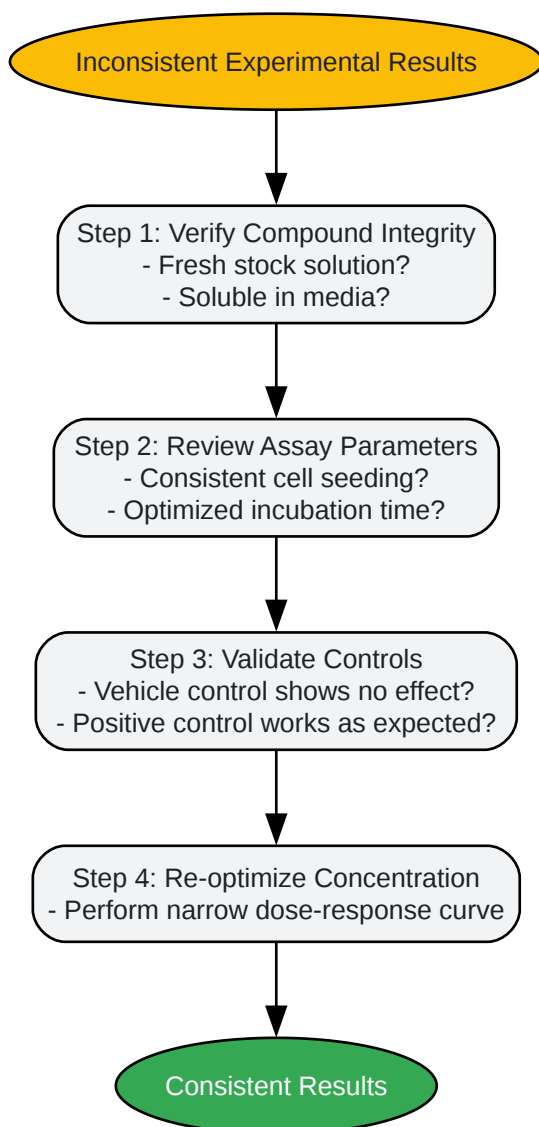 Inconsistent Experimental Results
Step 1: Verify Compound Integrity
- Fresh stock solution?
- Soluble in media?
Step 2: Review Assay Parameters
- Consistent cell seeding?
- Optimized incubation time?
Step 3: Validate Controls
- Vehicle control shows no effect?
- Positive control works as expected?
Step 4: Re-optimize Concentration
- Perform narrow dose-response curve
Consistent Results